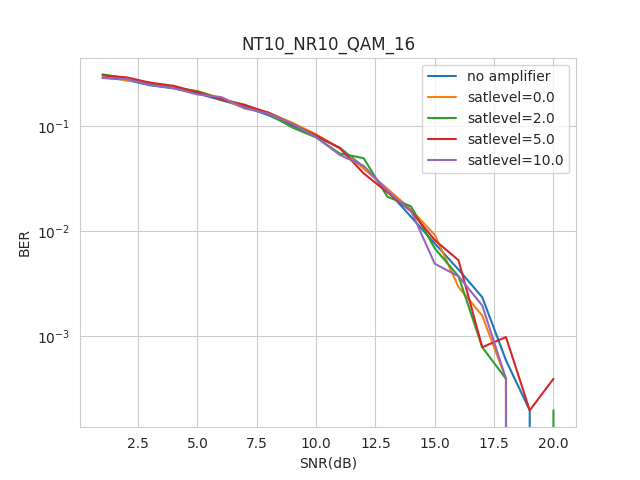 NT10_NR10_QAM_16
no amplifier
satlevel=0.0
satlevel=2.0
satlevel=5.0
satlevel=10.0
10⁻¹
10⁻²
10⁻³
BER
2.5 5.0 7.5 10.0 12.5 15.0 17.5 20.0
SNR(dB)